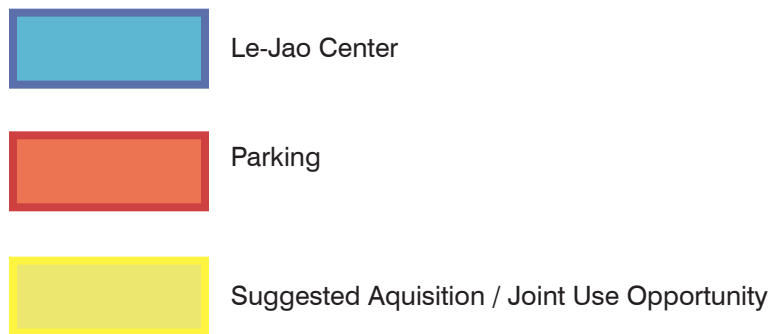 Le-Jao Center
Parking
Suggested Aquisition / Joint Use Opportunity